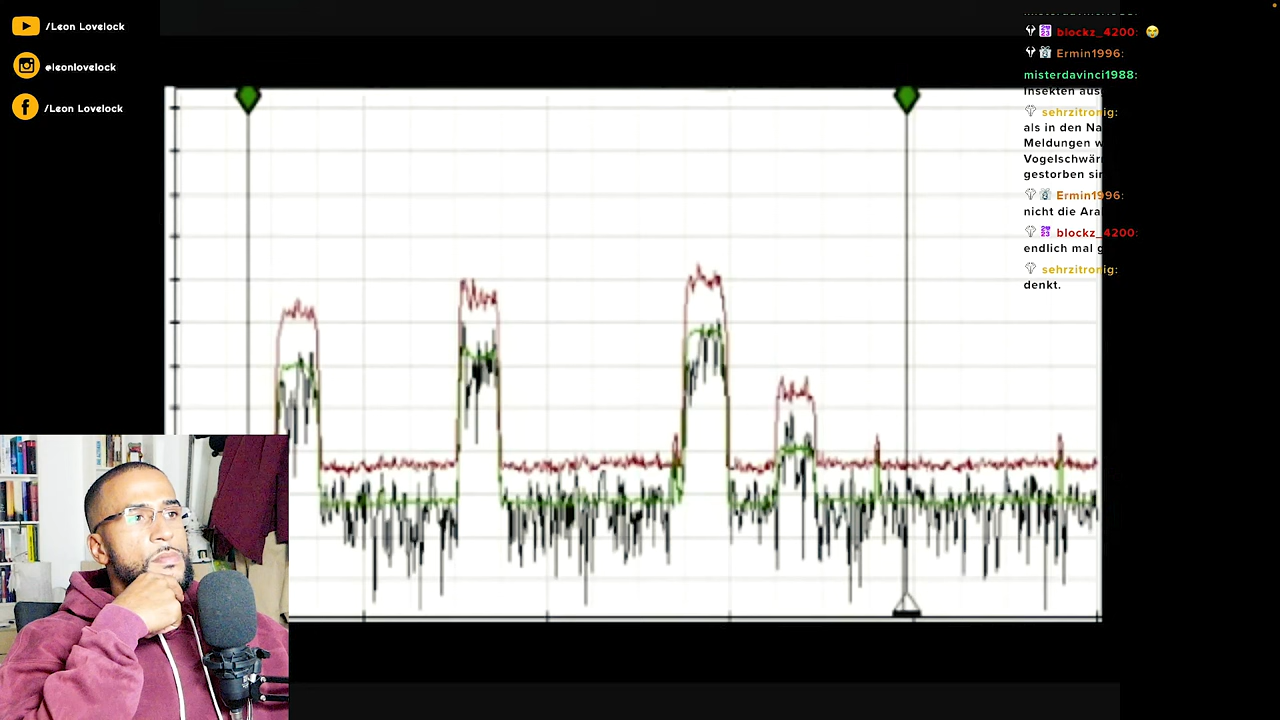 /Leon Lovelock
@leonlovelock
/Leon Lovelock
blockz_4200:
Ermin1996:
misterdavinci1988:
Insekten aus
sehrzitronig:
als in den Na
Meldungen w
Vogelschwär
gestorben sin
Ermin1996:
nicht die Ara
blockz_4200:
endlich mal g
sehrzitronig:
denkt.